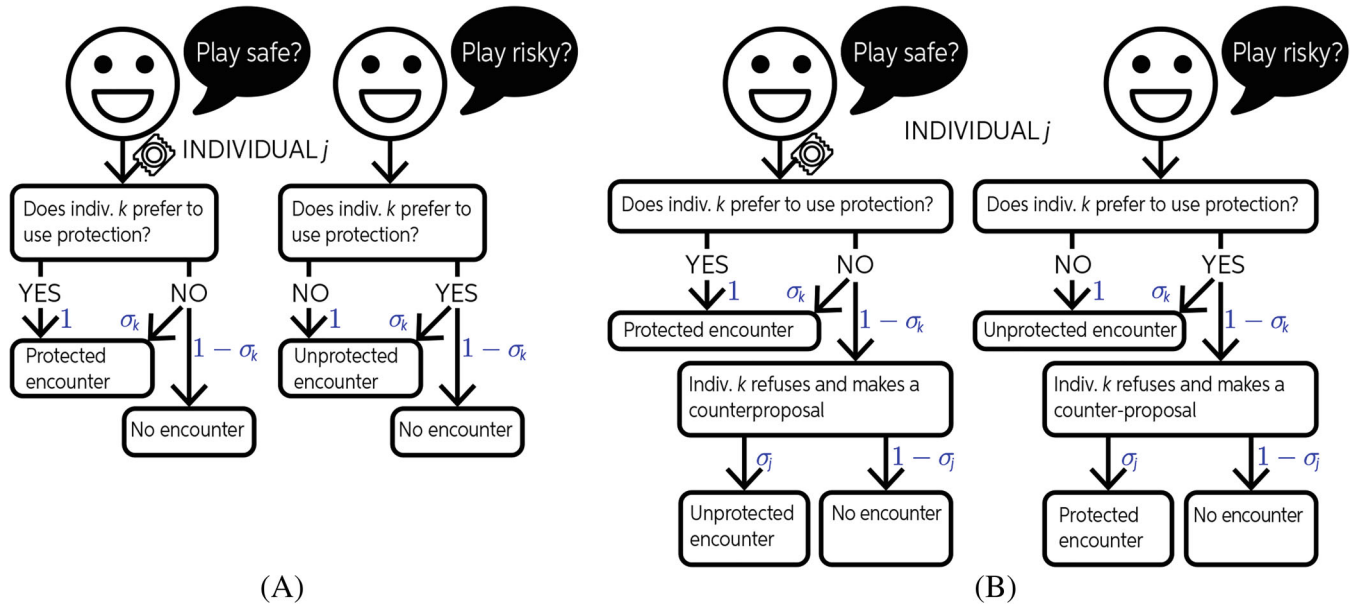 Play safe?
Play risky?
INDIVIDUAL j
Does indiv. k prefer to
use protection?
Does indiv. k prefer to
use protection?
YES
NO
NO
YES
1
σk
1 − σk
1
σk
1 − σk
Protected
encounter
Unprotected
encounter
No encounter
No encounter
(A)
Play safe?
Play risky?
INDIVIDUAL j
Does indiv. k prefer to use protection?
Does indiv. k prefer to use protection?
YES
NO
NO
YES
1
σk
1 − σk
1
σk
1 − σk
Protected encounter
Unprotected encounter
Indiv. k refuses and makes a
counterproposal
Indiv. k refuses and makes a
counter-proposal
σj
1 − σj
σj
1 − σj
Unprotected
encounter
No encounter
Protected
encounter
No encounter
(B)